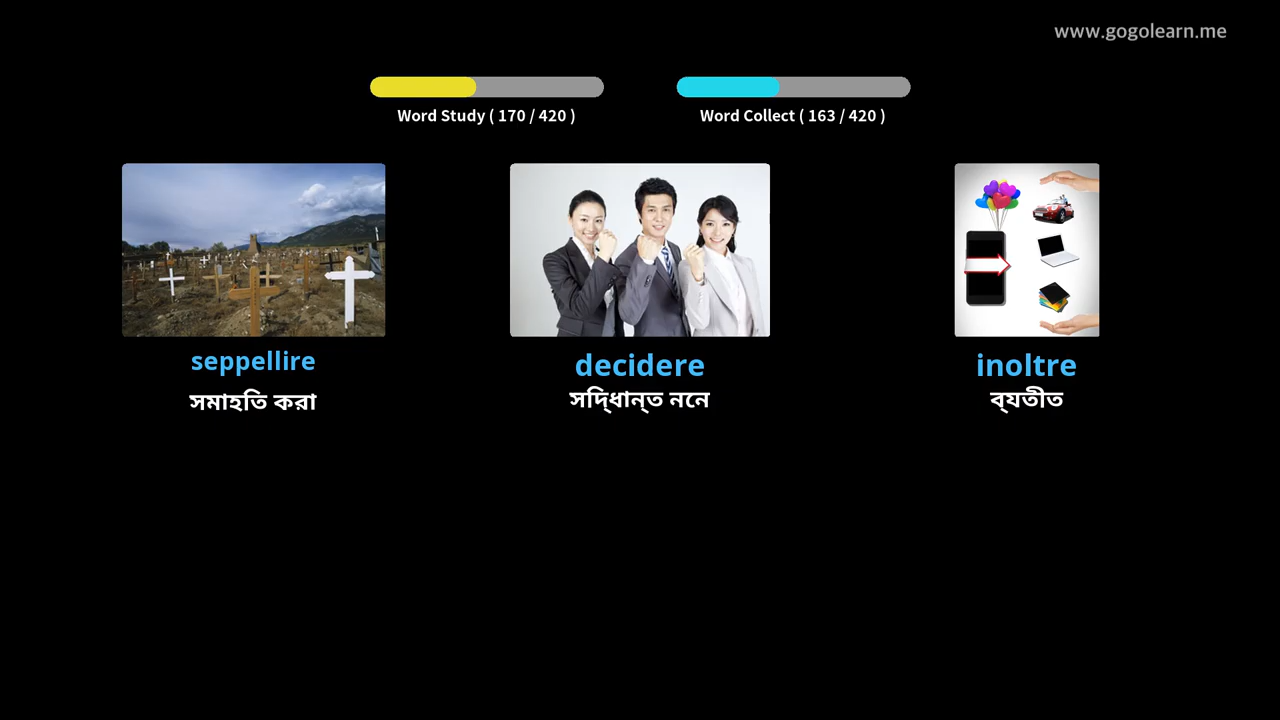 www.gogolearn.me
Word Study ( 170 / 420 )
Word Collect ( 163 / 420 )
seppellire
decidere
inoltre
সমাহতি করা
সদি্ধান্ত ননে
ব্যতীত